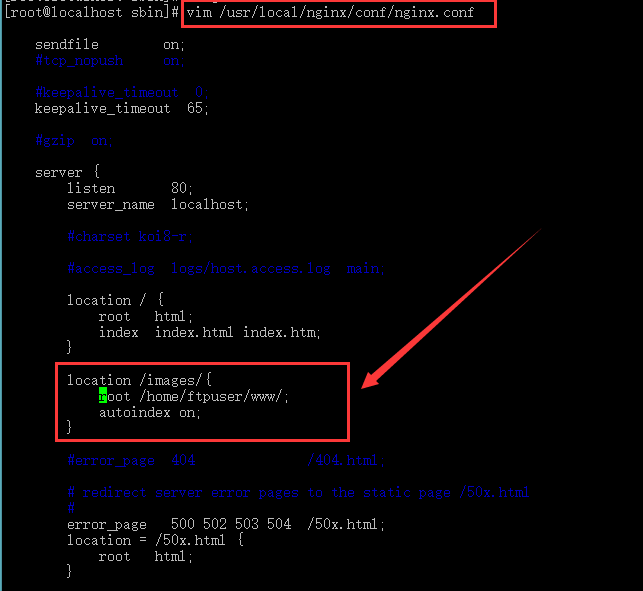 [root@localhost sbin]# vim /usr/local/nginx/conf/nginx.conf
sendfile        on;
#tcp_nopush     on;
#keepalive_timeout  0;
keepalive_timeout  65;
#gzip  on;
server {
listen       80;
server_name  localhost;
#charset koi8-r;
#access_log  logs/host.access.log  main;
location / {
root   html;
index  index.html index.htm;
}
location /images/{
root /home/ftpuser/www/;
autoindex on;
}
#error_page  404              /404.html;
# redirect server error pages to the static page /50x.html
#
error_page   500 502 503 504  /50x.html;
location = /50x.html {
root   html;
}